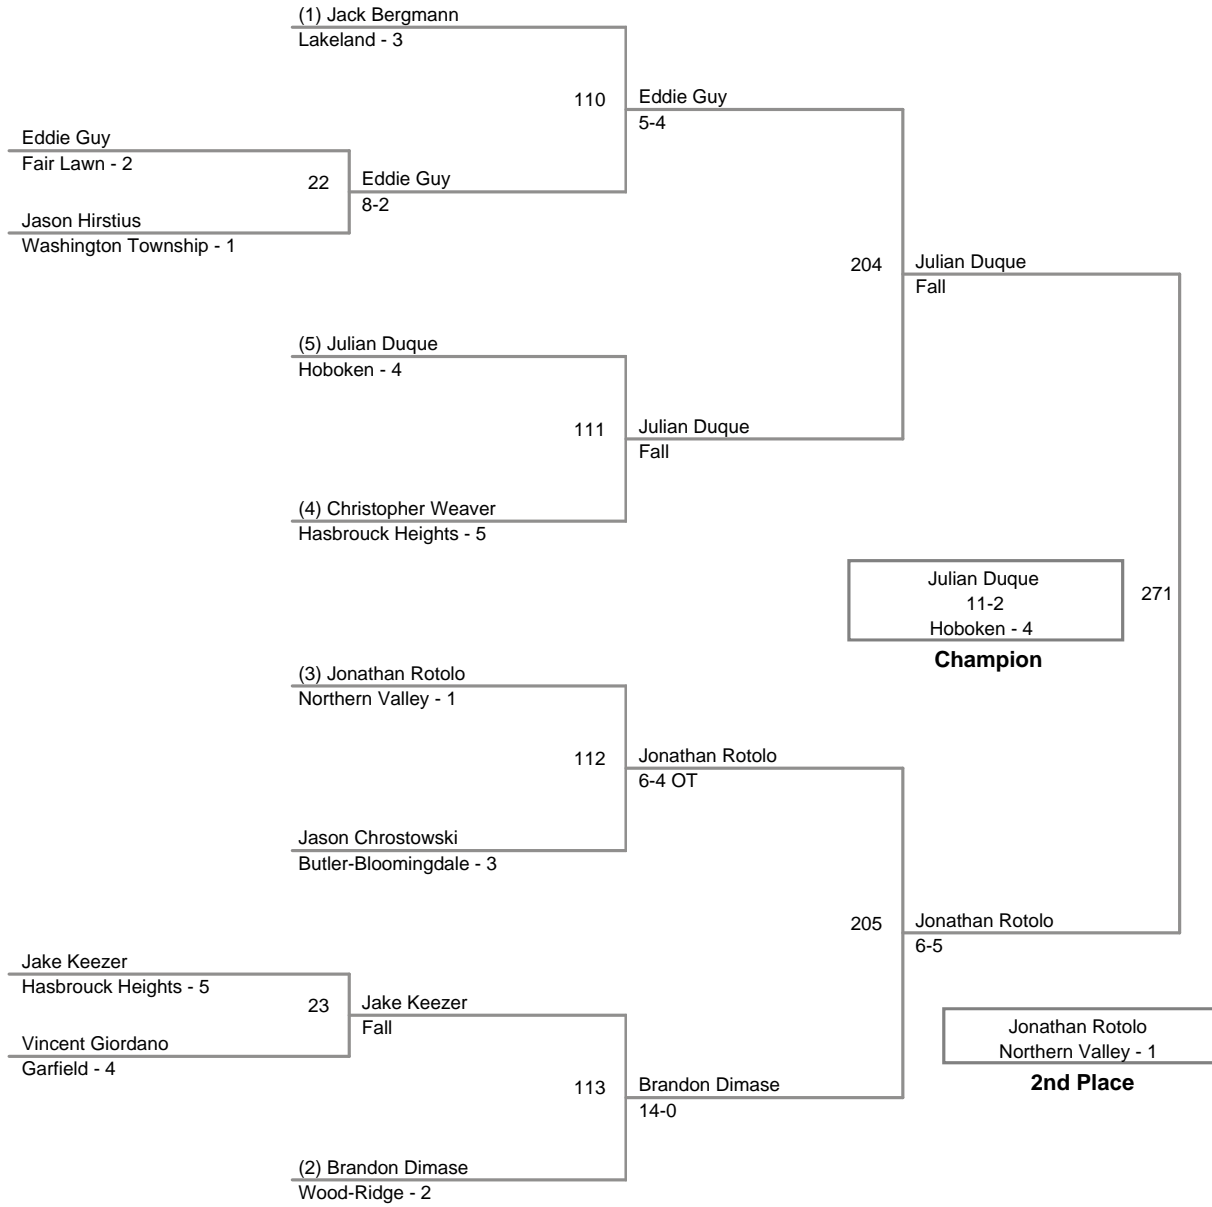 (1) Jack Bergmann
Lakeland - 3
110
Eddie Guy
5-4
Eddie Guy
Fair Lawn - 2
22
Eddie Guy
8-2
Jason Hirstius
Washington Township - 1
204
Julian Duque
Fall
(5) Julian Duque
Hoboken - 4
111
Julian Duque
Fall
(4) Christopher Weaver
Hasbrouck Heights - 5
Julian Duque
11-2
Hoboken - 4
Champion
271
(3) Jonathan Rotolo
Northern Valley - 1
112
Jonathan Rotolo
6-4 OT
Jason Chrostowski
Butler-Bloomingdale - 3
205
Jonathan Rotolo
6-5
Jake Keezer
Hasbrouck Heights - 5
23
Jake Keezer
Fall
Vincent Giordano
Garfield - 4
Jonathan Rotolo
Northern Valley - 1
2nd Place
113
Brandon Dimase
14-0
(2) Brandon Dimase
Wood-Ridge - 2